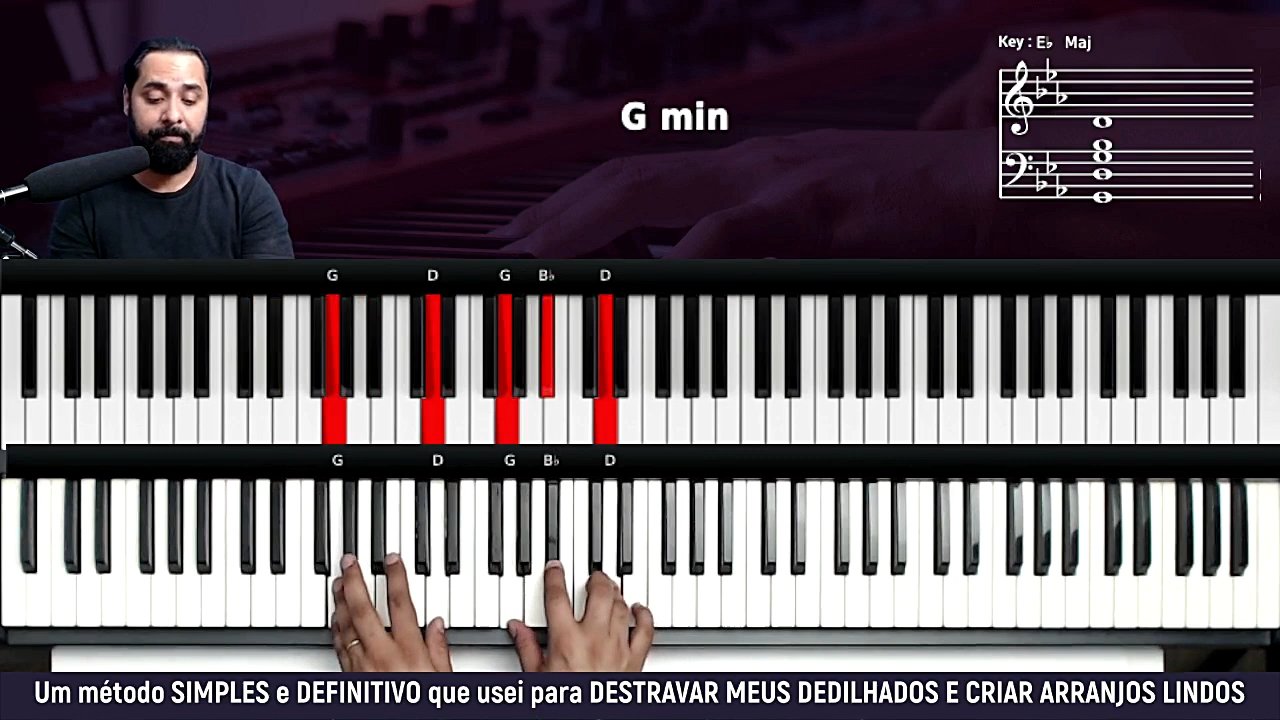 Key : E♭ Maj
G min
G D G B♭ D
G D G B♭ D
Um método SIMPLES e DEFINITIVO que usei para DESTRAVAR MEUS DEDILHADOS E CRIAR ARRANJOS LINDOS